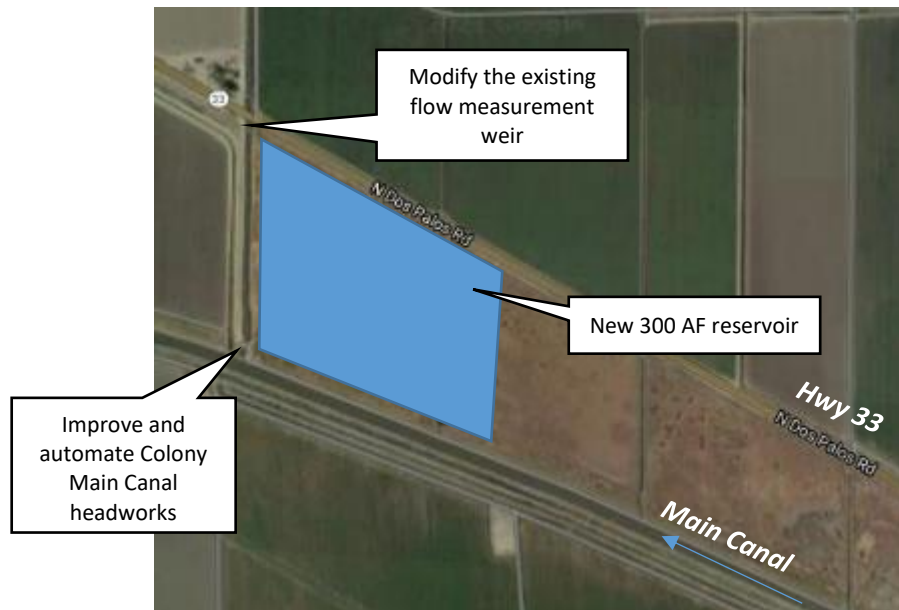 Modify the existing
flow measurement
weir
33
N Dos Palos Rd
New 300 AF reservoir
Improve and
automate Colony
Main Canal
headworks
Hwy 33
N Dos Palos Rd
Main Canal